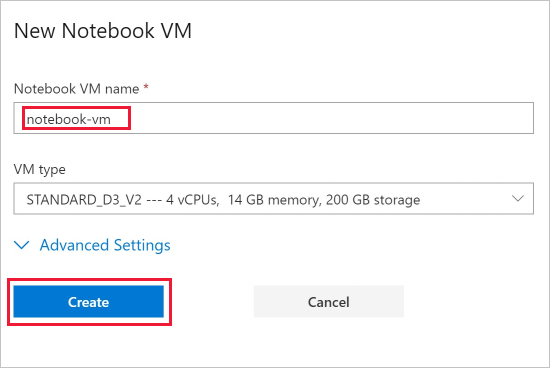 New Notebook VM
Notebook VM name *
notebook-vm
VM type
STANDARD_D3_V2 --- 4 vCPUs,  14 GB memory, 200 GB storage
Advanced Settings
Create
Cancel